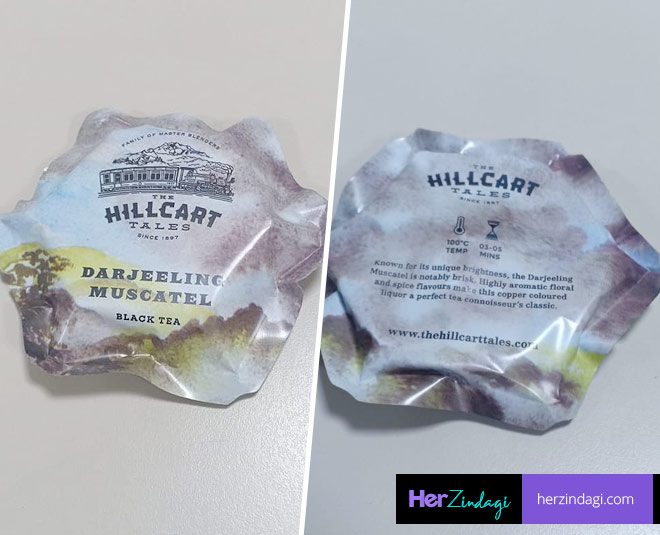 FAMILY OF MASTER BLENDERS
THE
HILLCART
TALES
SINCE 1897
DARJEELING
MUSCATEL
BLACK TEA
THE
HILLCART
TALES
SINCE 1897
100°C
TEMP
03-05
MINS
Known for its unique brightness, the Darjeeling
Muscatel is notably brisk. Highly aromatic floral
and spice flavours make this copper coloured
liquor a perfect tea connoisseur's classic.
www.thehillcarttales.com
HerZindagi
herzindagi.com